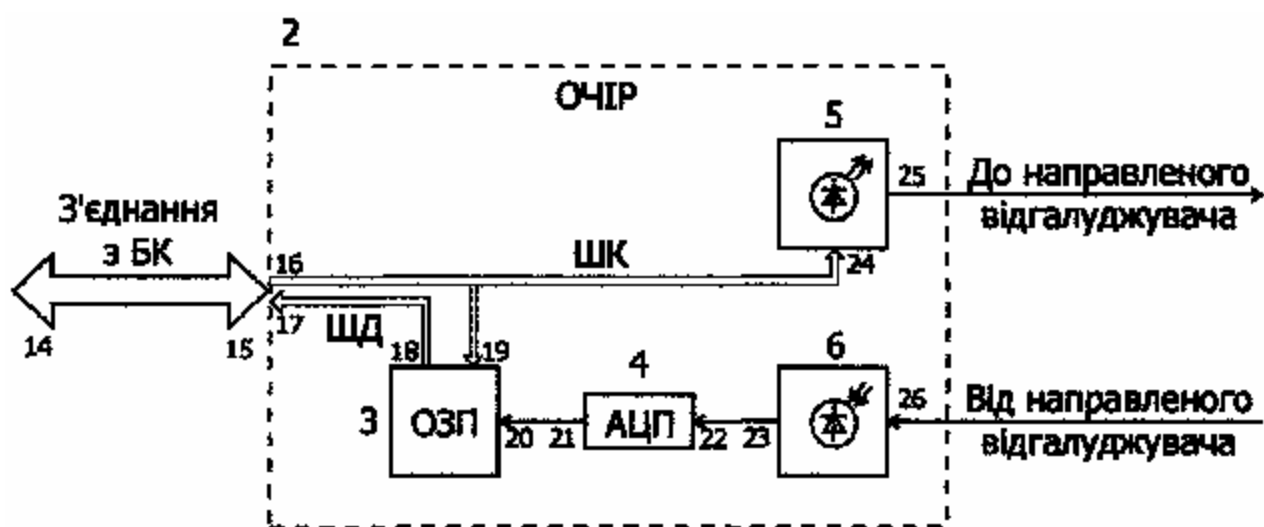 2
ОЧІР
5
25
До направленого
відгалуджувача
З'єднання
з БК
16
ШК
24
17
ШД
14
15
18
19
4
6
3
ОЗП
20
21
АЦП
22
23
26
Від направленого
відгалуджувача